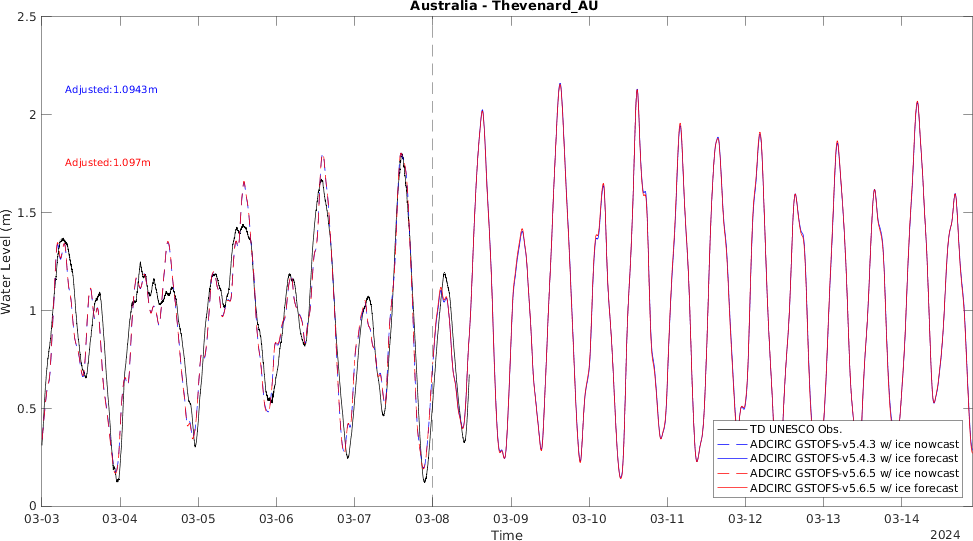 Australia - Thevenard_AU
2.5
2
1.5
1
0.5
0
Water Level (m)
Adjusted:1.0943m
Adjusted:1.097m
TD UNESCO Obs.
ADCIRC GSTOFS-v5.4.3 w/ ice nowcast
ADCIRC GSTOFS-v5.4.3 w/ ice forecast
ADCIRC GSTOFS-v5.6.5 w/ ice nowcast
ADCIRC GSTOFS-v5.6.5 w/ ice forecast
03-03 03-04 03-05 03-06 03-07 03-08 03-09 03-10 03-11 03-12 03-13 03-14
Time
2024